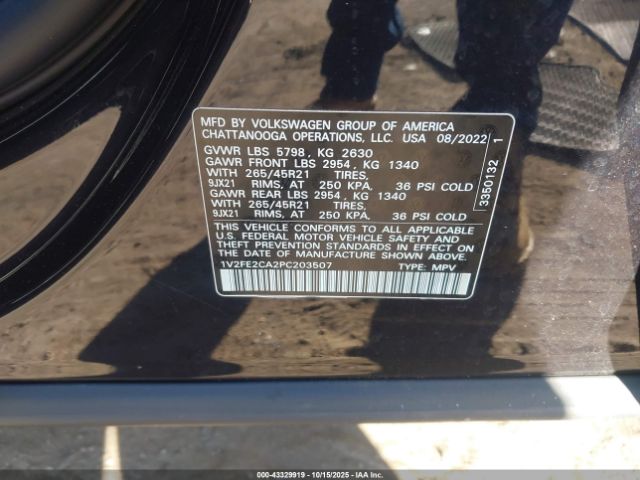 MFD BY VOLKSWAGEN GROUP OF AMERICA
CHATTANOOGA OPERATIONS, LLC. USA 08/2022
GVWR LBS 5798 , KG 2630
GAWR FRONT LBS 2954 , KG 1340
WITH 265/45R21 TIRES,
9JX21 RIMS, AT 250 KPA, 36 PSI COLD
GAWR REAR LBS 2954 , KG 1340
WITH 265/45R21 TIRES,
9JX21 RIMS, AT 250 KPA, 36 PSI COLD
THIS VEHICLE CONFORMS TO ALL APPLICABLE
U.S. FEDERAL MOTOR VEHICLE SAFETY AND
THEFT PREVENTION STANDARDS IN EFFECT ON
THE DATE OF MANUFACTURE SHOWN ABOVE.
1V2FE2CA2PC203507 TYPE: MPV
3350132 1
000-43329919 - 10/15/2025 - IAAI.COM